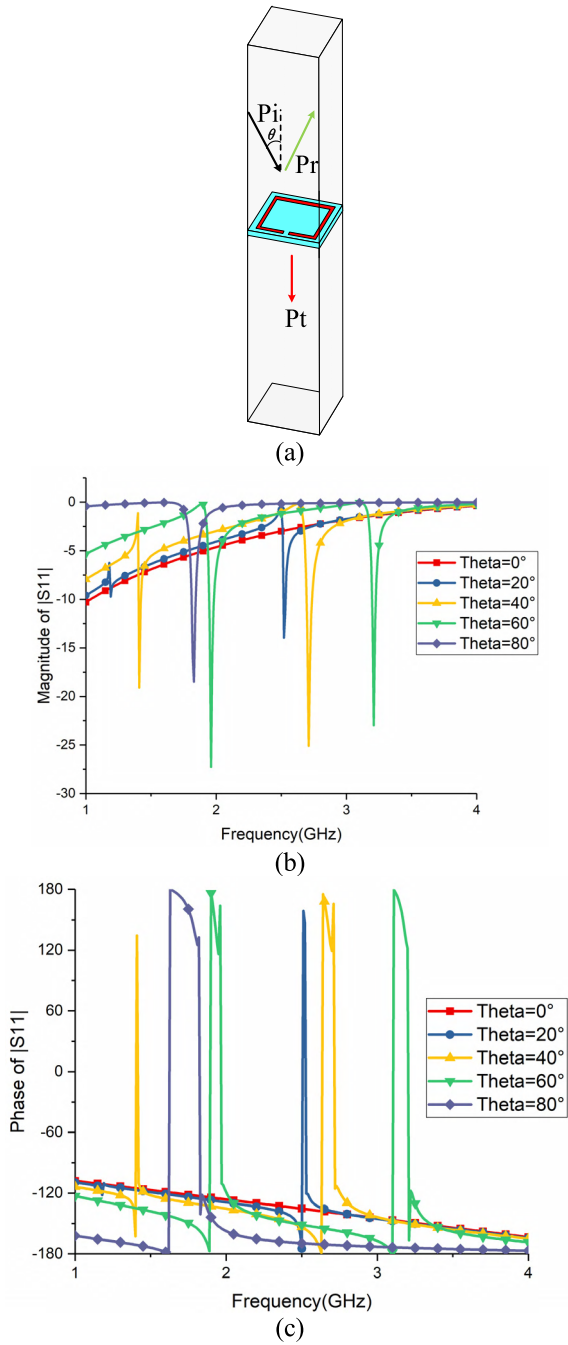 Pi
θ
Pr
Pt
(a)
0
-5
-10
-15
-20
-25
-30
Magnitude of |S11|
Theta=0°
Theta=20°
Theta=40°
Theta=60°
Theta=80°
1
2
3
4
Frequency(GHz)
(b)
180
120
60
0
-60
-120
-180
Phase of |S11|
Theta=0°
Theta=20°
Theta=40°
Theta=60°
Theta=80°
1
2
3
4
Frequency(GHz)
(c)